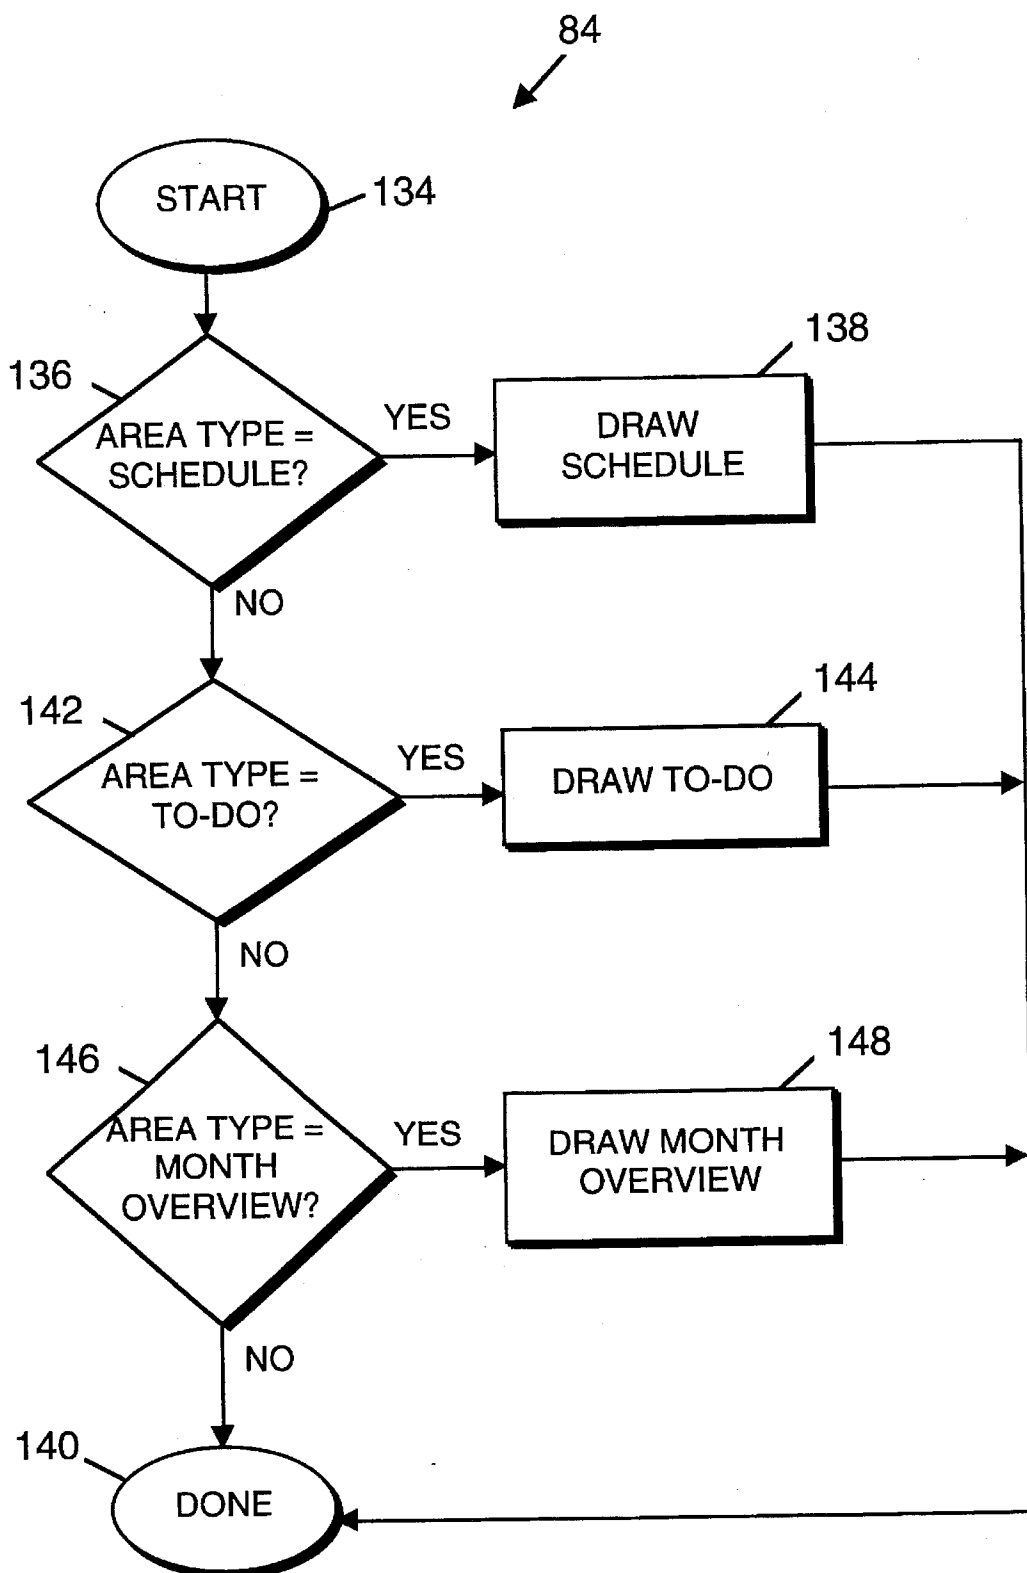 84
START
134
136
AREA TYPE =
SCHEDULE?
YES
138
DRAW
SCHEDULE
NO
142
AREA TYPE =
TO-DO?
YES
144
DRAW TO-DO
NO
146
AREA TYPE =
MONTH
OVERVIEW?
YES
148
DRAW MONTH
OVERVIEW
NO
140
DONE